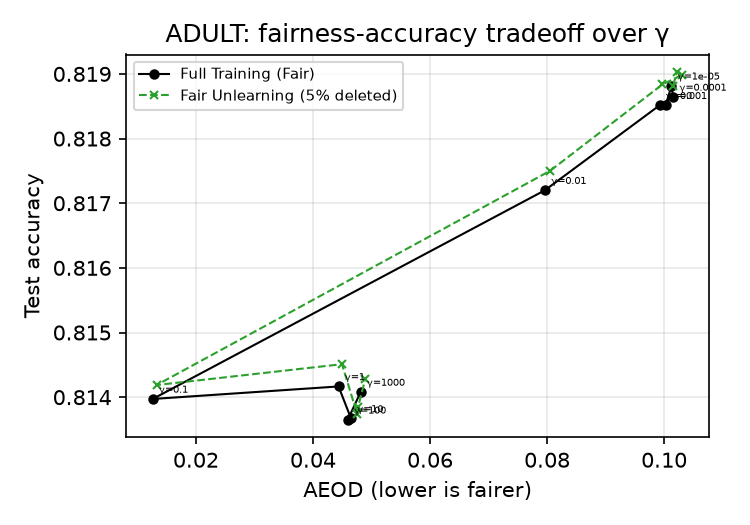 ADULT: fairness-accuracy tradeoff over γ
Full Training (Fair)
Fair Unlearning (5% deleted)
0.819
0.818
0.817
0.816
0.815
0.814
Test accuracy
γ=1e-05
γ=0.0001
γ=0.01
γ=0.1
γ=1
γ=1000
0.02
0.04
0.06
0.08
0.10
AEOD (lower is fairer)